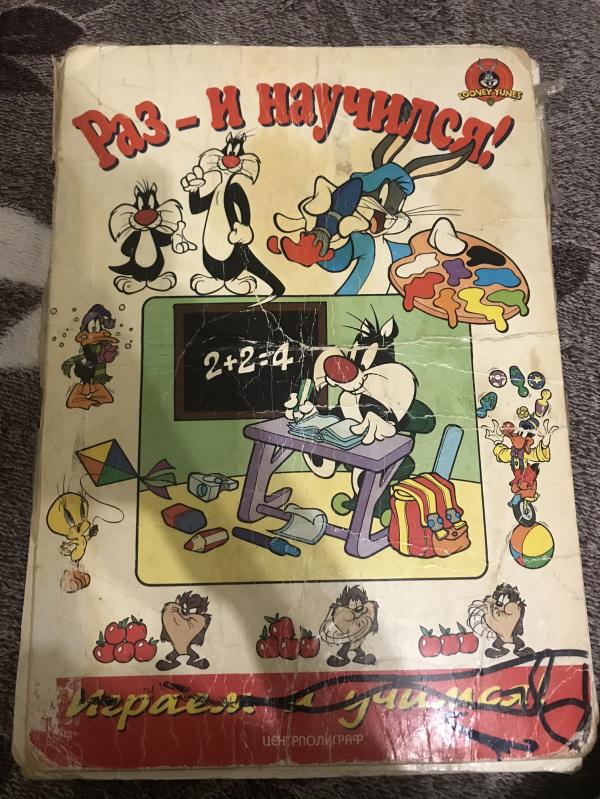 LOONEY TUNES
Раз - и научился!
2+2=4
Играем и учимся!
ЦЕНТРПОЛИГРАФ